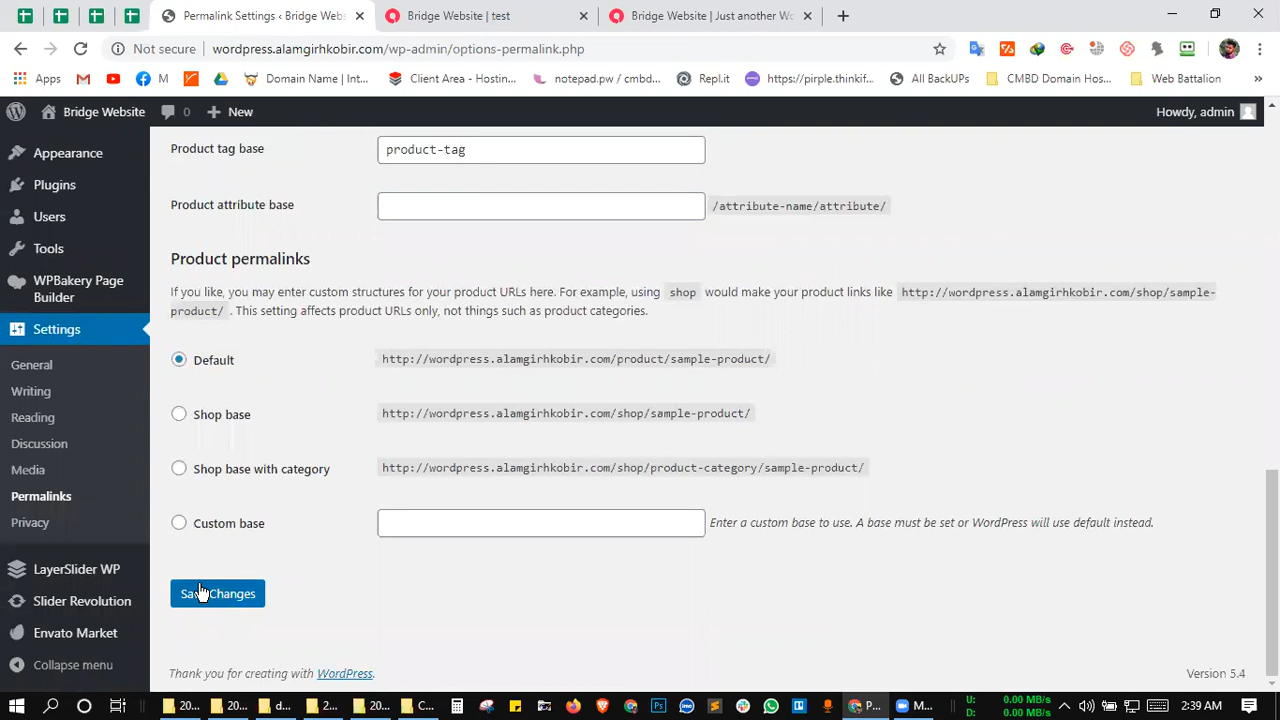 Permalink Settings ‹ Bridge Webs
Bridge Website | test
Bridge Website | Just another Wo
Not secure
wordpress.alamgirhkobir.com/wp-admin/options-permalink.php
Apps
M
Domain Name | Int...
Client Area - Hostin...
notepad.pw / cmbd...
Repl.it
https://pirple.thinkif...
All BackUPs
CMBD Domain Hos...
Web Battalion
»
Bridge Website
0
New
Howdy, admin
Appearance
Plugins
Users
Tools
WPBakery Page
Builder
Settings
General
Writing
Reading
Discussion
Media
Permalinks
Privacy
LayerSlider WP
Slider Revolution
Envato Market
Collapse menu
Product tag base
product-tag
Product attribute base
/attribute-name/attribute/
Product permalinks
If you like, you may enter custom structures for your product URLs here. For example, using shop would make your product links like http://wordpress.alamgirhkobir.com/shop/sample-
product/ . This setting affects product URLs only, not things such as product categories.
Default
http://wordpress.alamgirhkobir.com/product/sample-product/
Shop base
http://wordpress.alamgirhkobir.com/shop/sample-product/
Shop base with category
http://wordpress.alamgirhkobir.com/shop/product-category/sample-product/
Custom base
Enter a custom base to use. A base must be set or WordPress will use default instead.
Save Changes
Thank you for creating with WordPress.
Version 5.4
20...
20...
d...
2...
20...
C...
P...
M...
U: 0.00 MB/s
D: 0.00 MB/s
2:39 AM